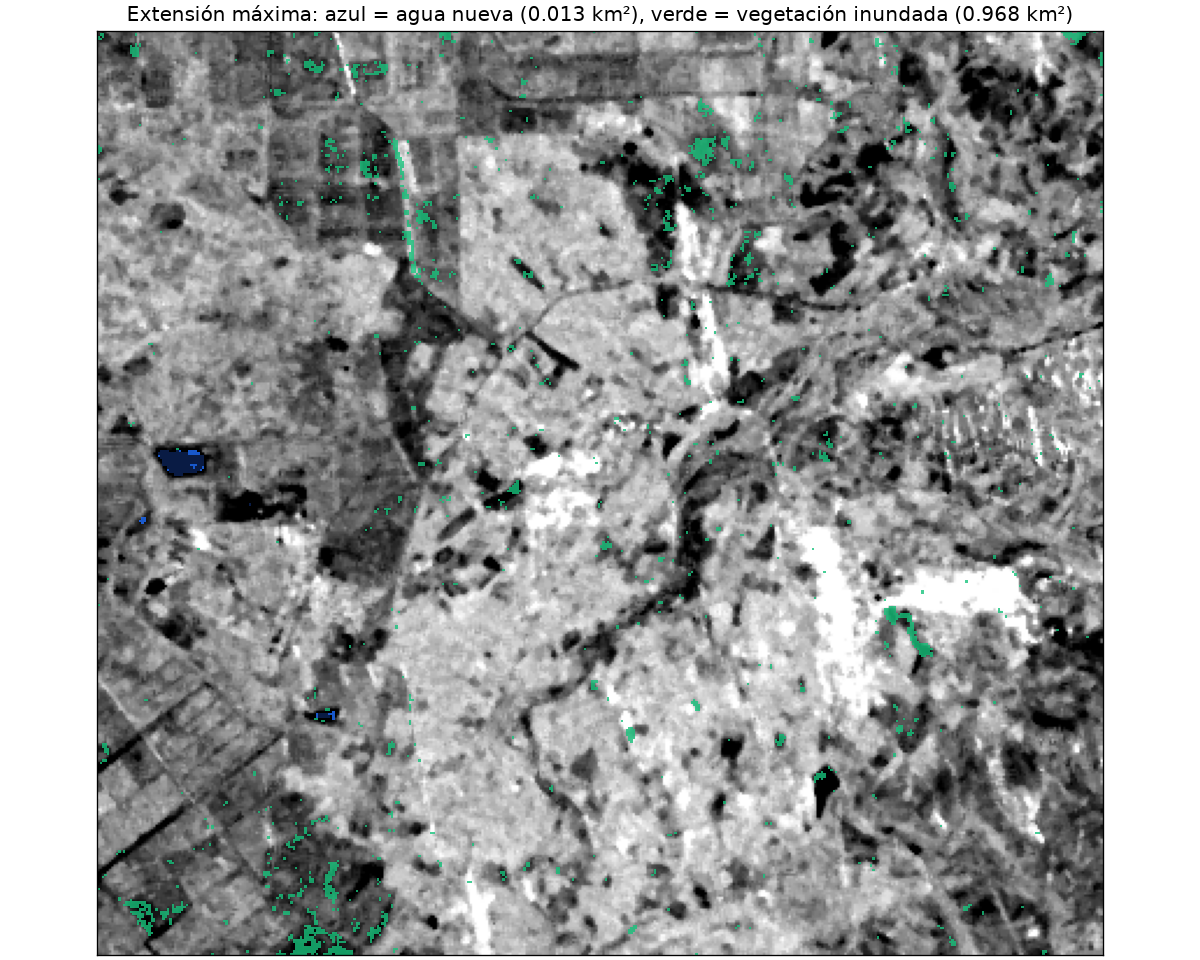 Extensión máxima: azul = agua nueva (0.013 km²), verde = vegetación inundada (0.968 km²)